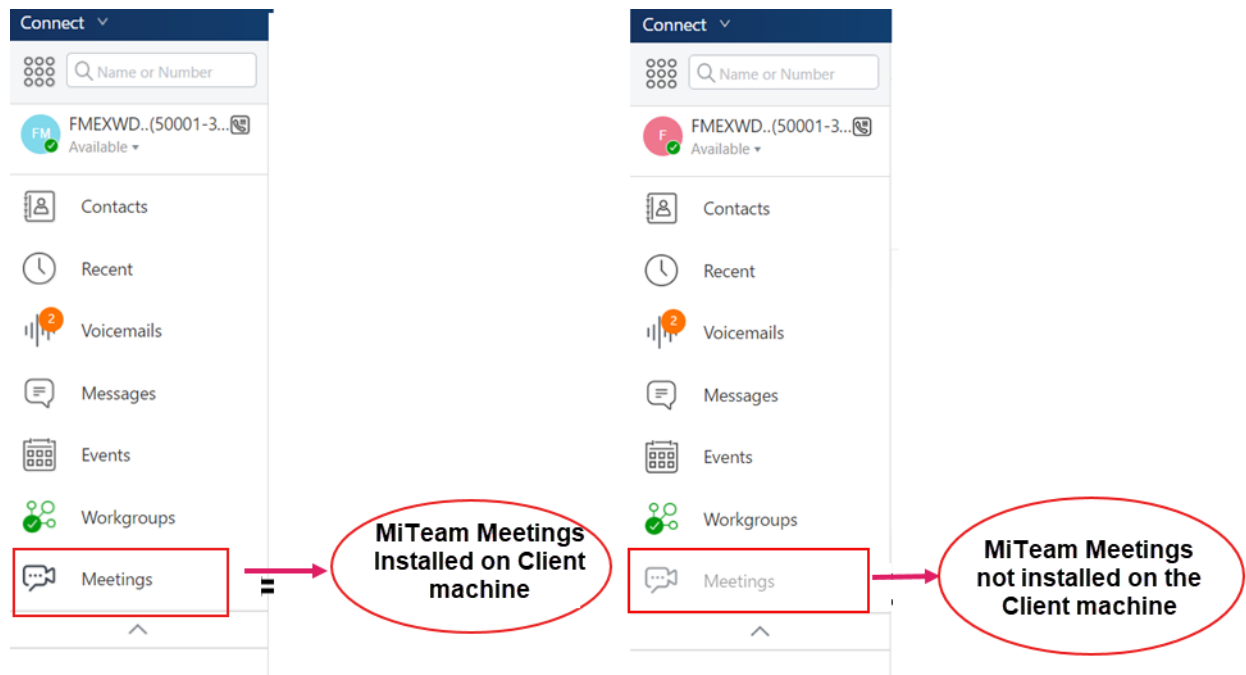 Connect
Name or Number
FM
FMEXWD..(50001-3...
Available
Contacts
Recent
2
Voicemails
Messages
Events
Workgroups
Meetings
MiTeam Meetings
Installed on Client
machine
Connect
Name or Number
F
FMEXWD..(50001-3...
Available
Contacts
Recent
2
Voicemails
Messages
Events
Workgroups
Meetings
MiTeam Meetings
not installed on the
Client machine